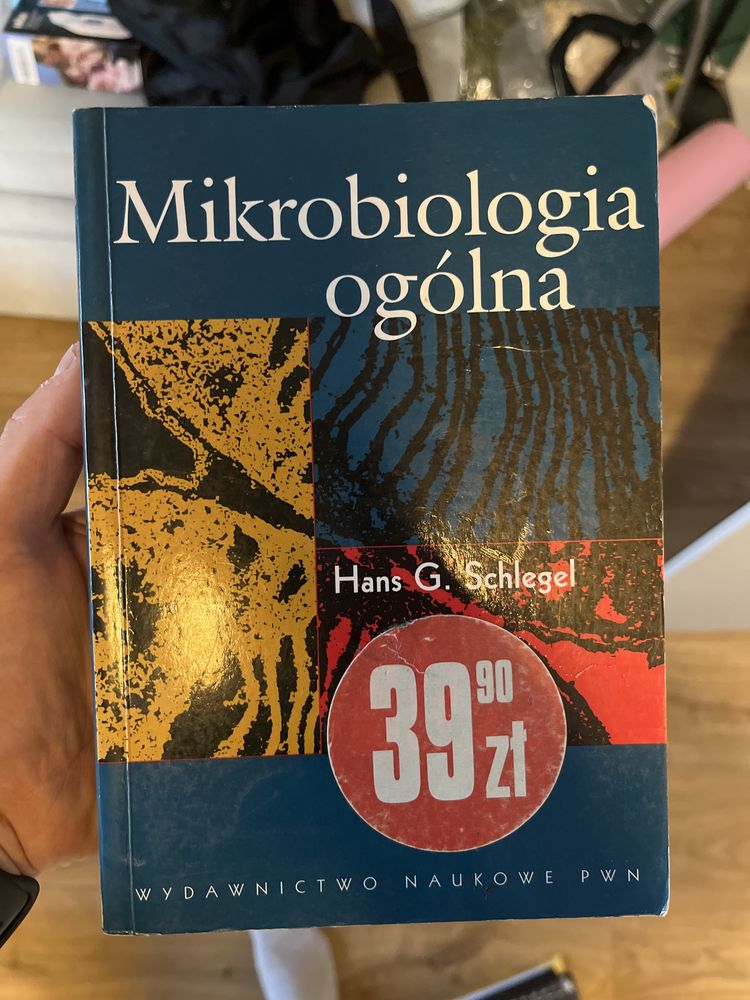 Mikrobiologia
ogólna
Hans G. Schlegel
39 90
zł
WYDAWNICTWO NAUKOWE PWN